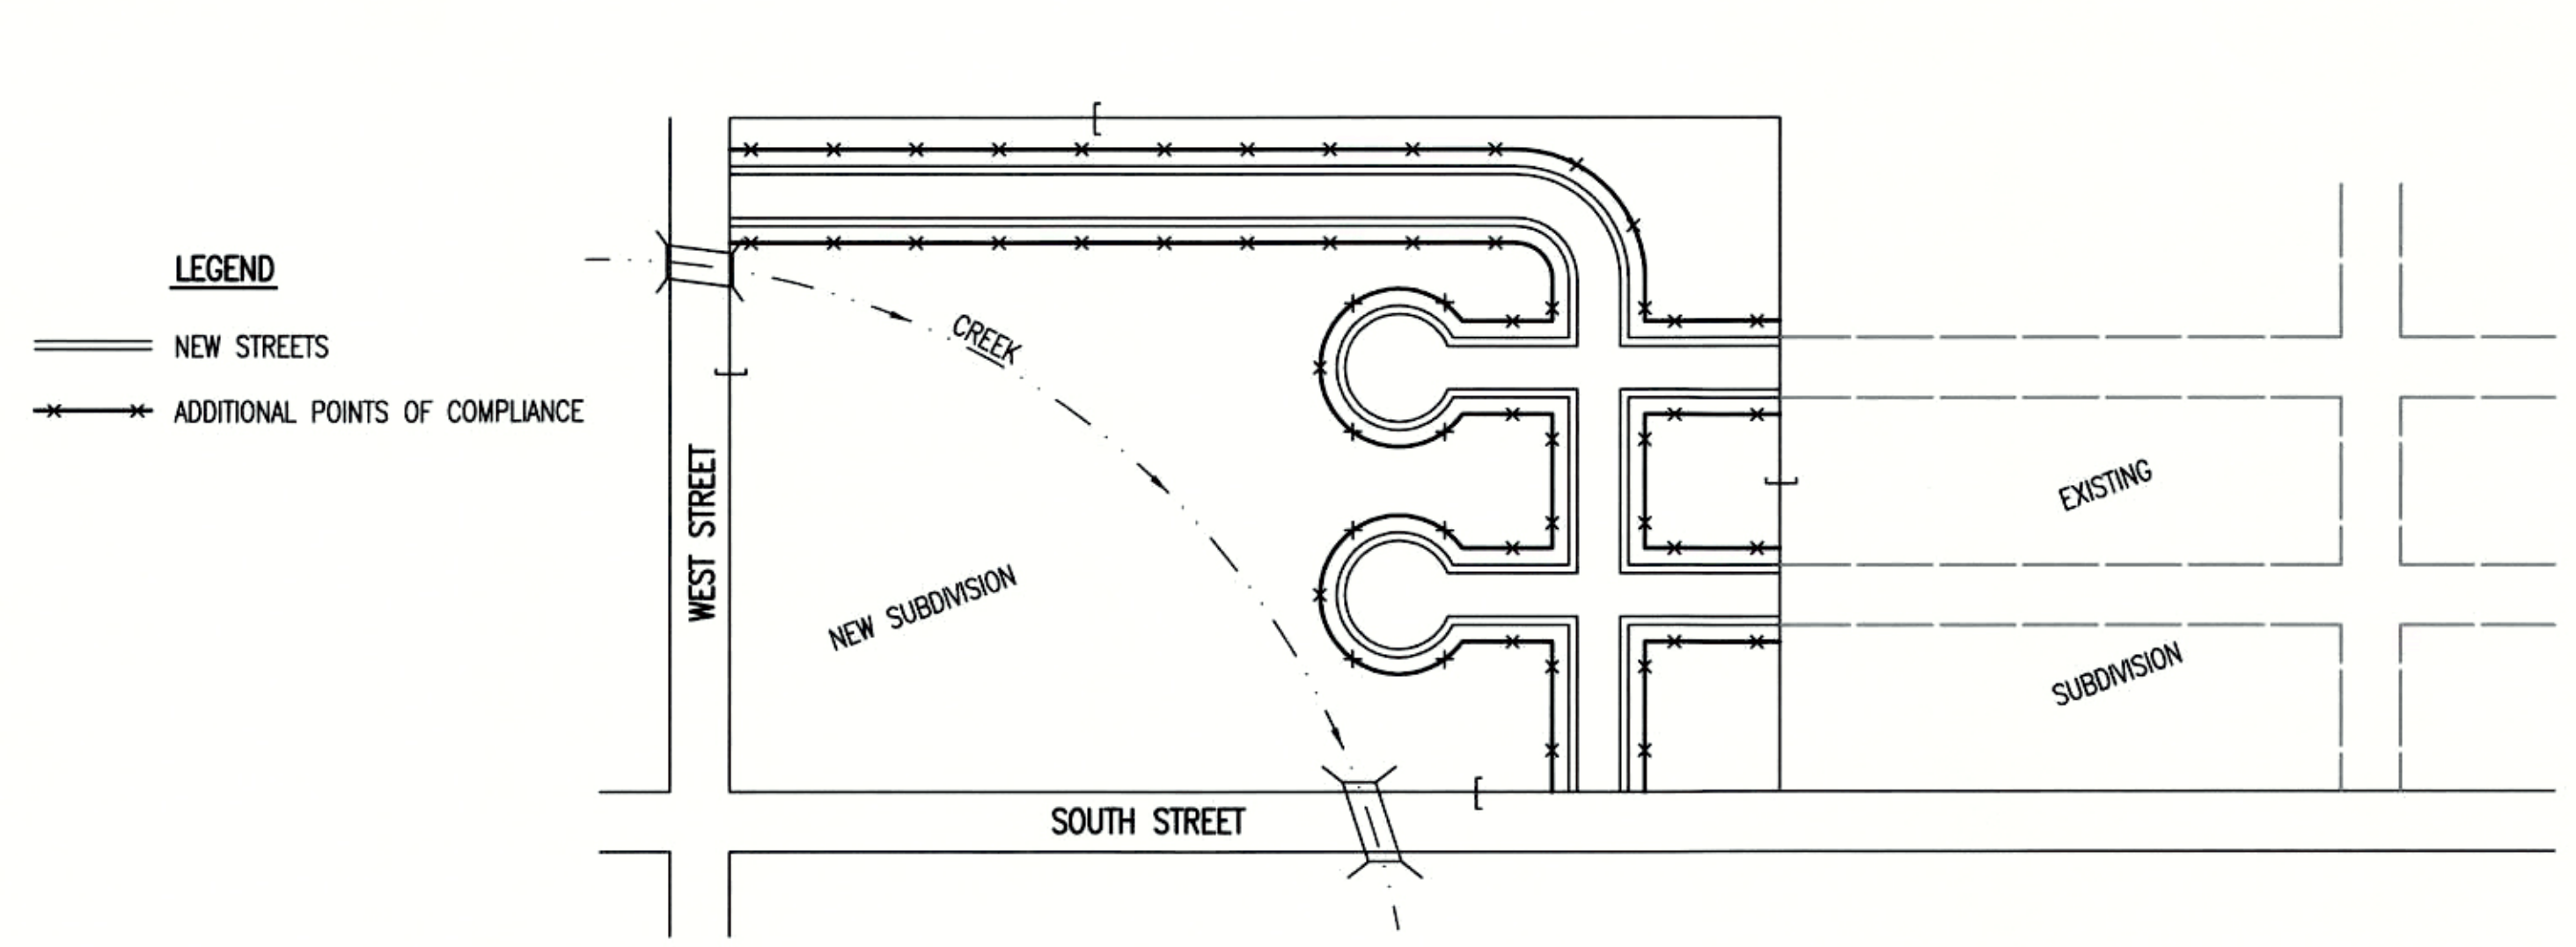 LEGEND
NEW STREETS
ADDITIONAL POINTS OF COMPLIANCE
WEST STREET
CREEK
NEW SUBDIVISION
SOUTH STREET
EXISTING
SUBDIVISION